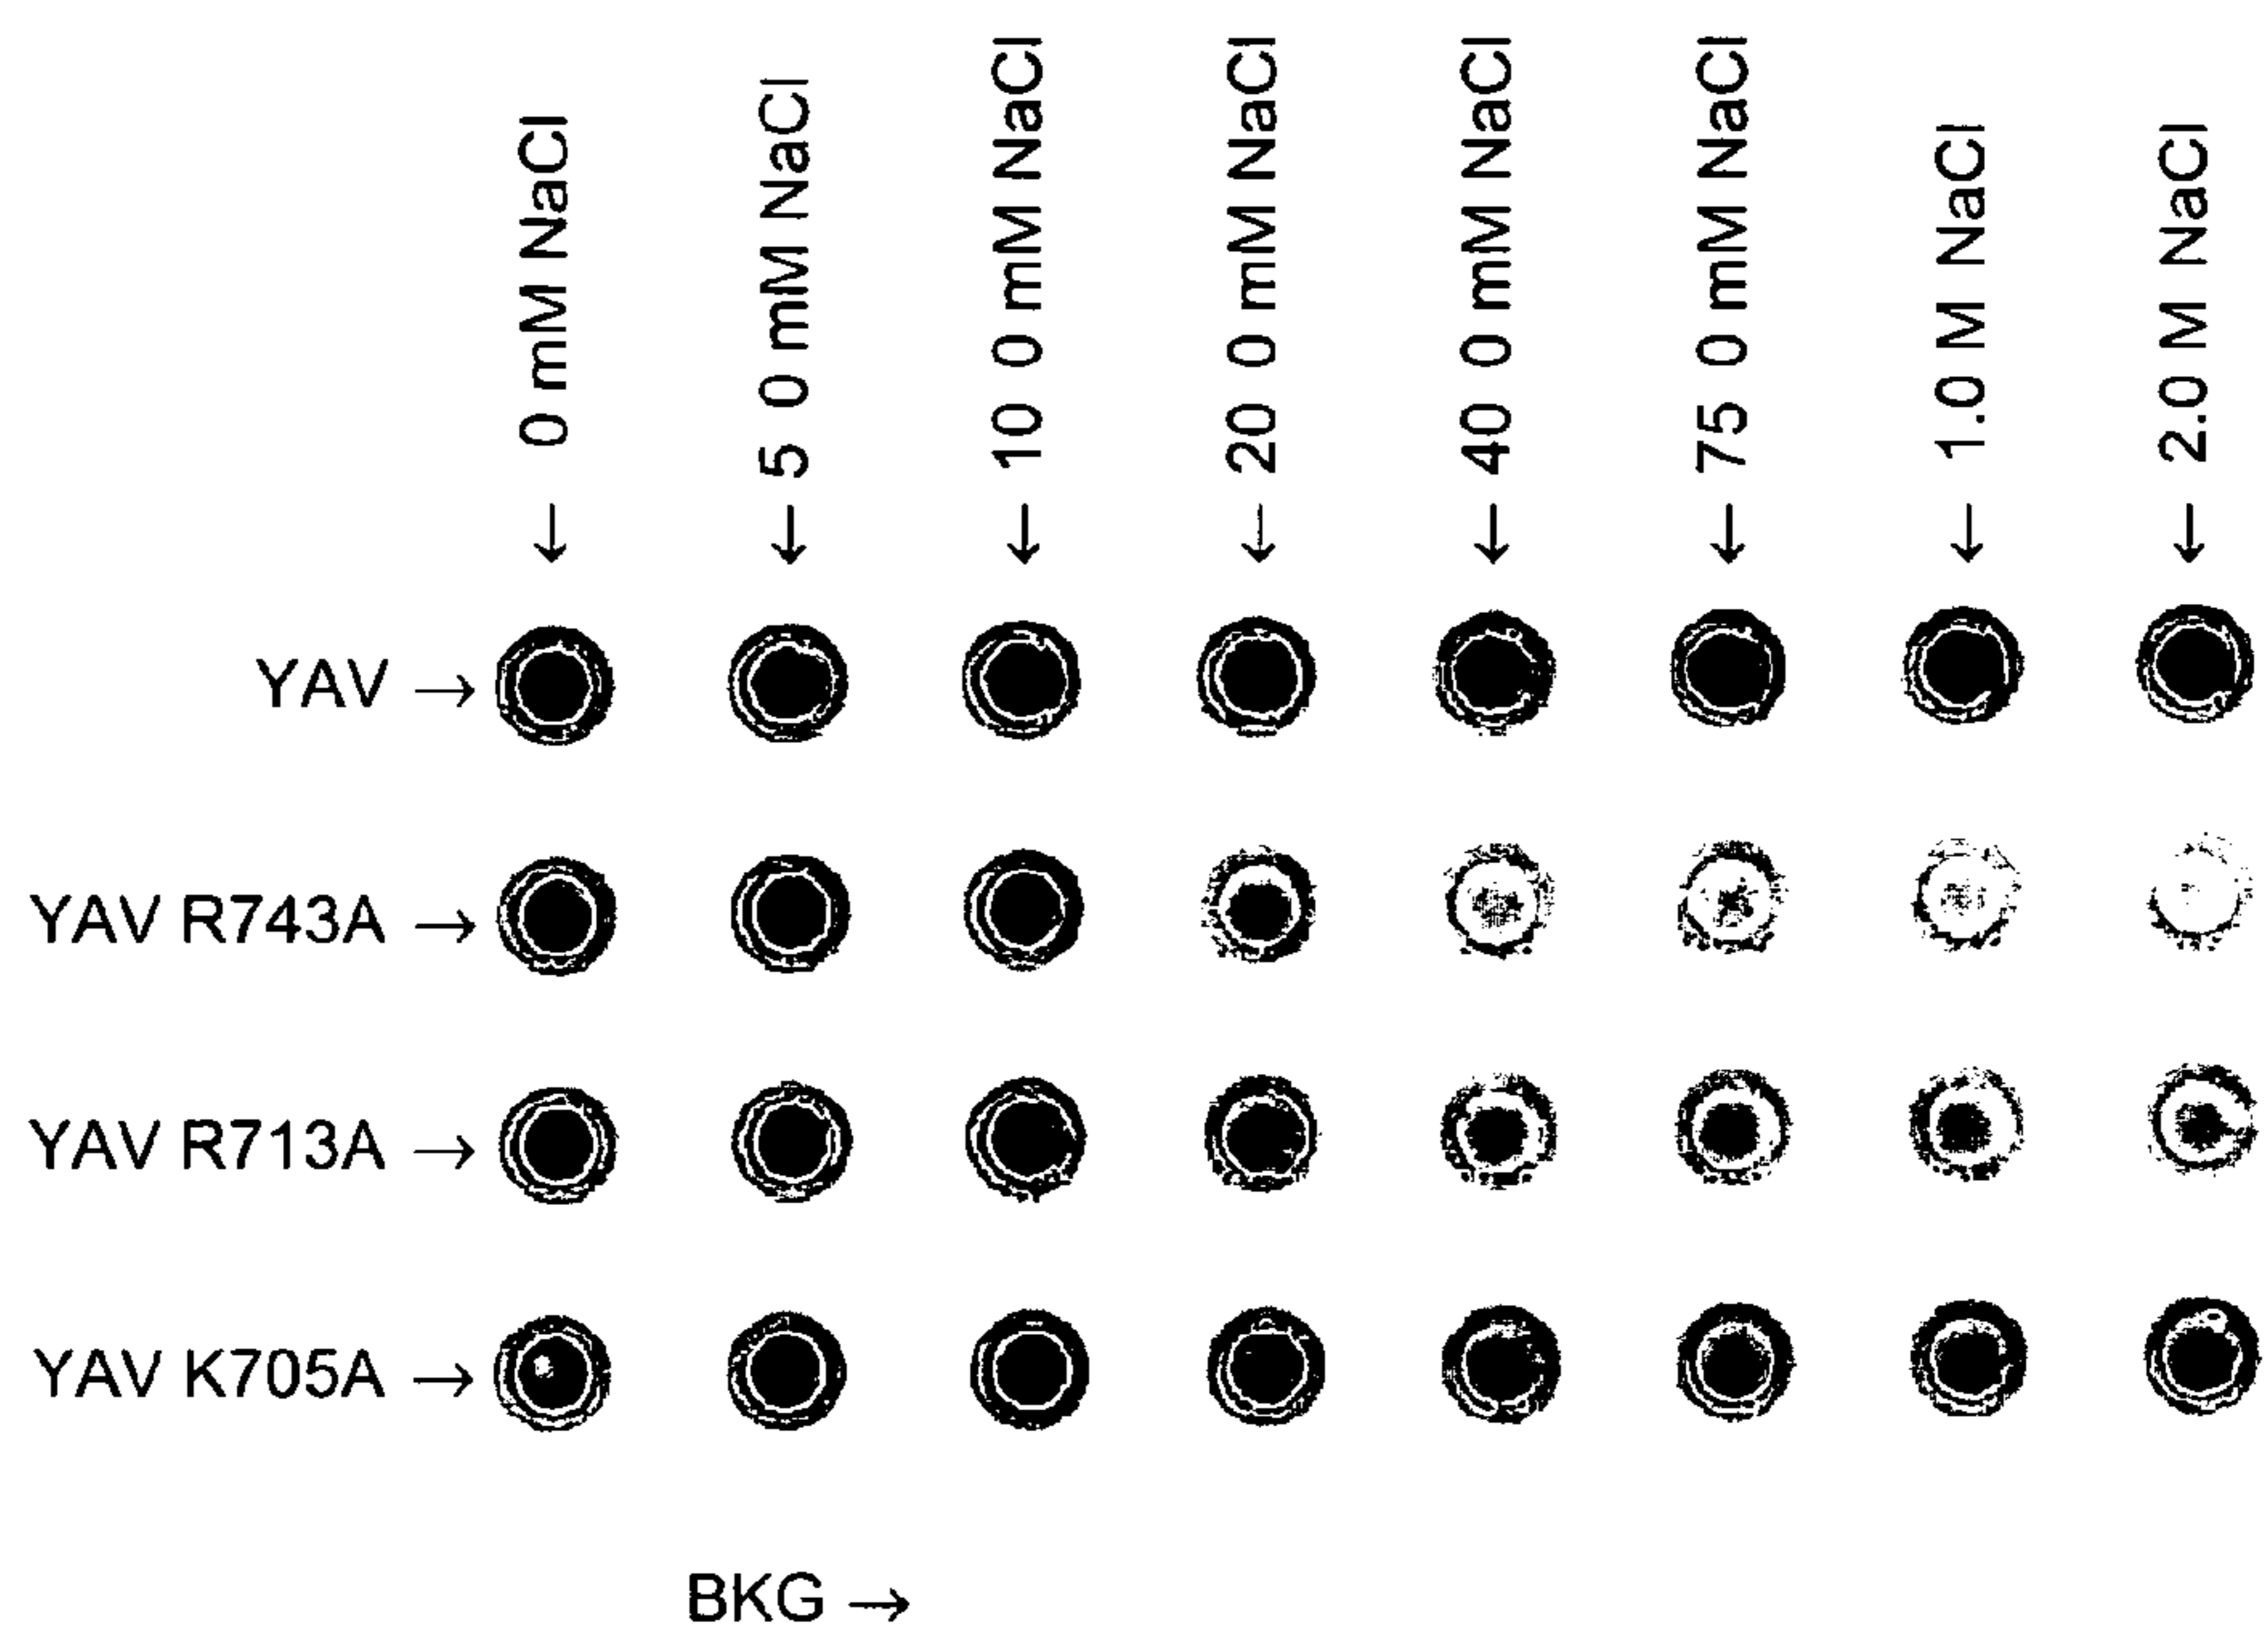 0 mM NaCl
5 0 mM NaCl
10 0 mM NaCl
20 0 mM NaCl
40 0 mM NaCl
75 0 mM NaCl
1.0 M NaCl
2.0 M NaCl
YAV →
YAV R743A →
YAV R713A →
YAV K705A →
BKG →